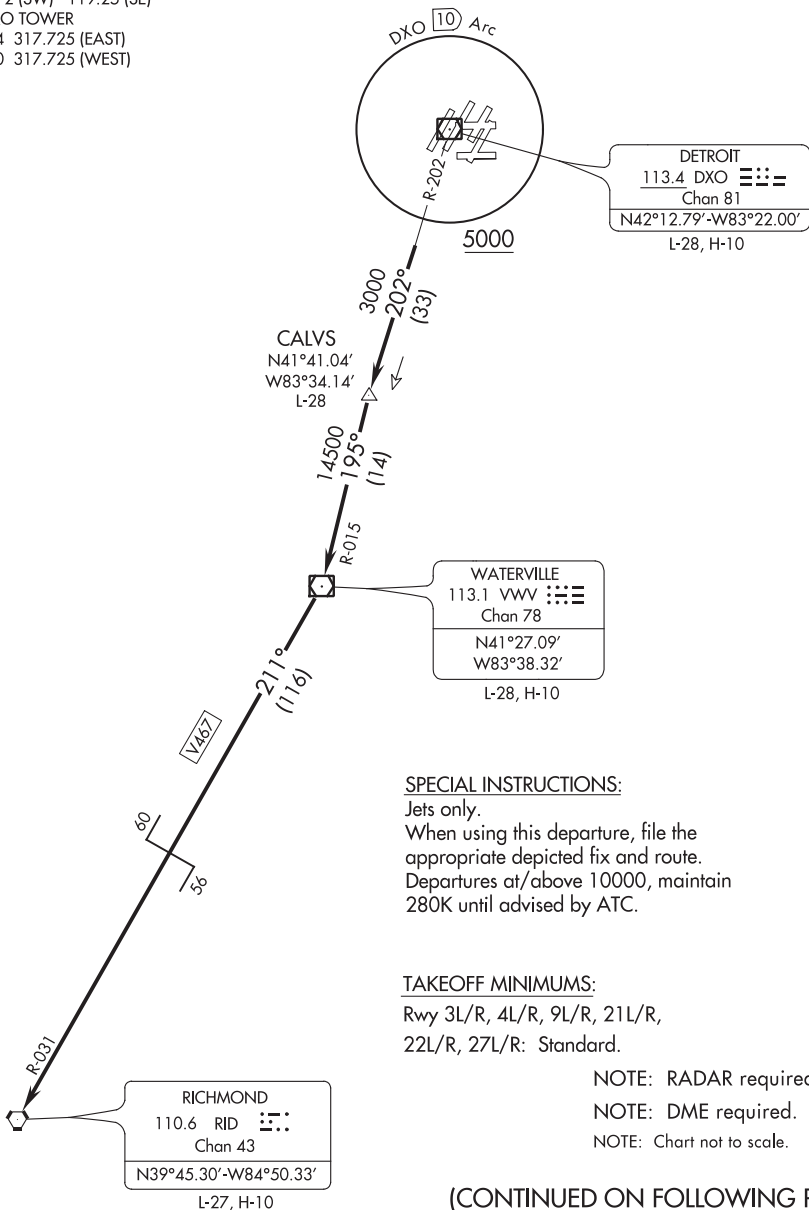 317.725 (EAST)
317.725 (WEST)
O TOWER
DXO 10 Arc
R-202
DETROIT
113.4 DXO
Chan 81
N42°12.79'-W83°22.00'
L-28, H-10
5000
3000
202°
(33)
CALVS
N41°41.04'
W83°34.14'
L-28
14500
195°
(14)
R-015
WATERVILLE
113.1 VWV
Chan 78
N41°27.09'
W83°38.32'
L-28, H-10
211°
(116)
V467
60
56
SPECIAL INSTRUCTIONS:
Jets only.
When using this departure, file the
appropriate depicted fix and route.
Departures at/above 10000, maintain
280K until advised by ATC.
TAKEOFF MINIMUMS:
Rwy 3L/R, 4L/R, 9L/R, 21L/R,
22L/R, 27L/R: Standard.
NOTE: RADAR required
NOTE: DME required.
NOTE: Chart not to scale.
R-031
RICHMOND
110.6 RID
Chan 43
N39°45.30'-W84°50.33'
L-27, H-10
(CONTINUED ON FOLLOWING